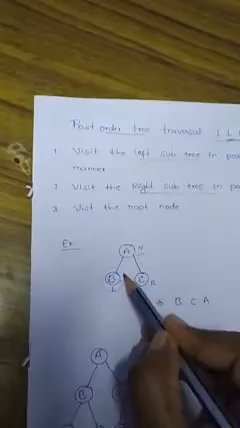 Post order tree traversal L
1 Visit the left sub tree in
manner
2 Visit the right sub tree in
3 Visit the root node
Ex
A N
B C
L R
⇒ B C A
A
B